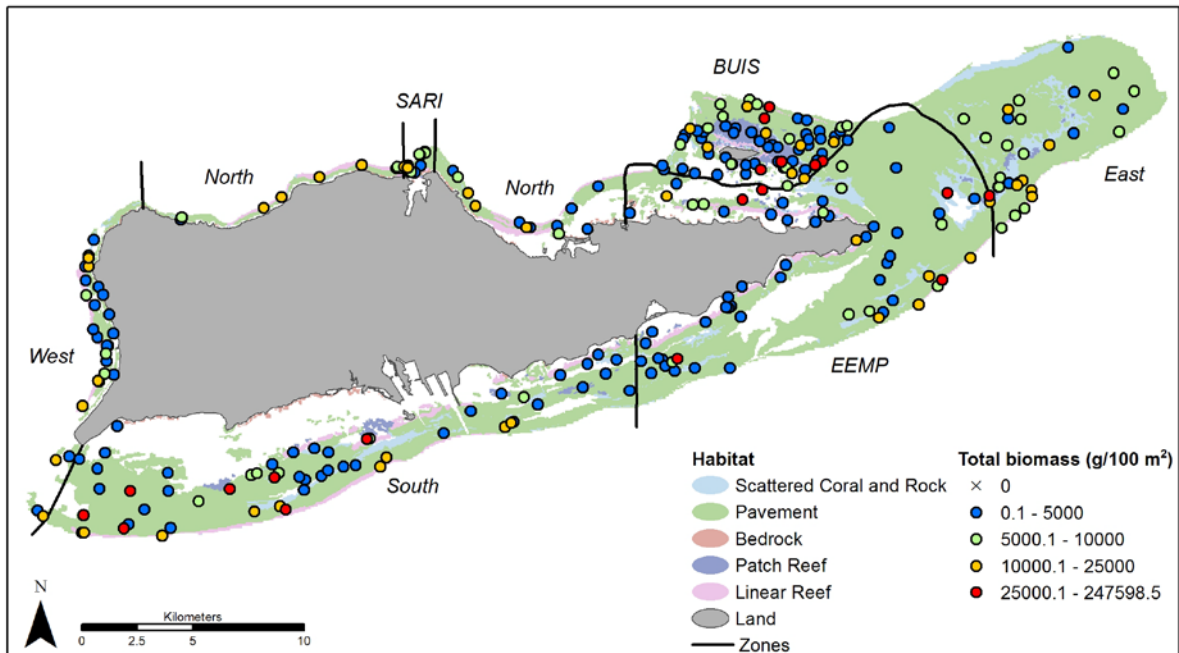 BUIS
SARI
North
North
East
West
EEMP
South
Habitat
Scattered Coral and Rock
Pavement
Bedrock
Patch Reef
Linear Reef
Land
Zones
Total biomass (g/100 m²)
0
0.1 - 5000
5000.1 - 10000
10000.1 - 25000
25000.1 - 247598.5
N
Kilometers
0 2.5 5 10